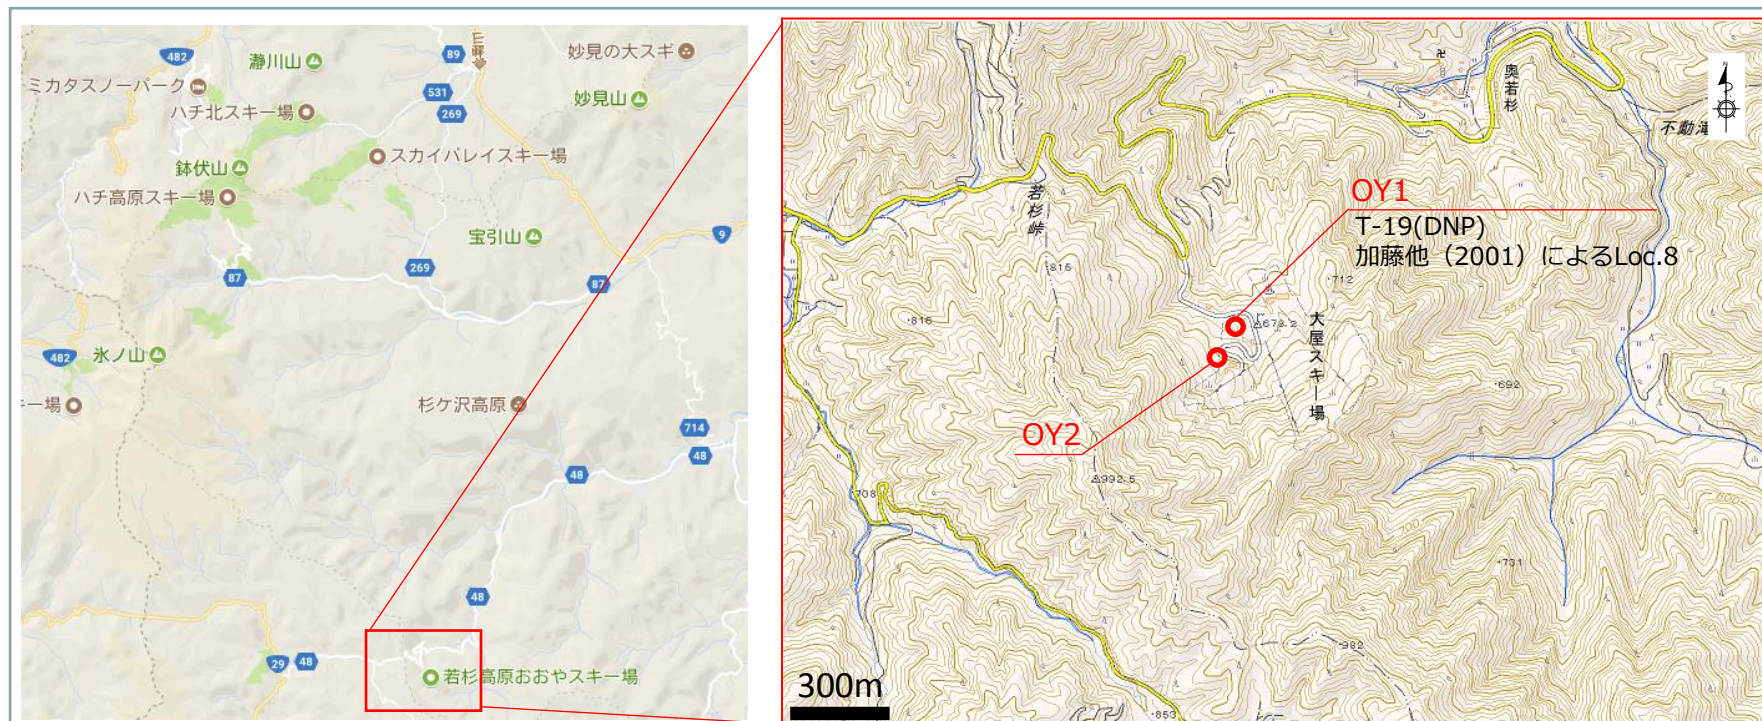 482
瀞川山
89
妙見の大スギ
ミカタスノーパーク
531
ハチ北スキー場
269
妙見山
スカイバレイスキー場
鉢伏山
ハチ高原スキー場
宝引山
9
269
87
87
482
氷ノ山
ー場
杉ケ沢高原
714
48
48
48
29
48
若杉高原おおやスキー場
奥若杉
不動滝
N
若杉峠
OY1
T-19(DNP)
加藤他（2001）によるLoc.8
815
712
816
673.2
大屋スキー場
692
OY2
992.5
708
731
982
853
300m